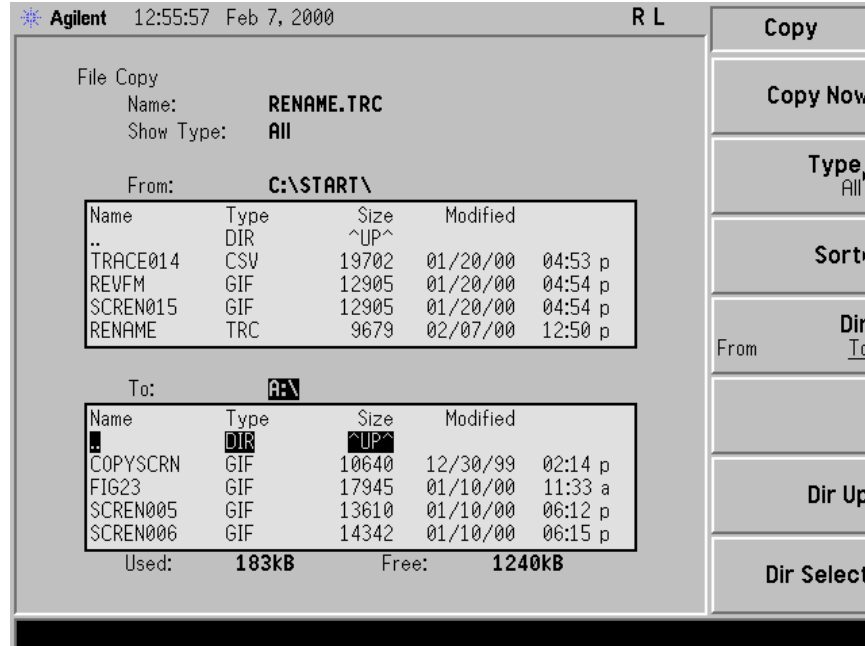 Agilent 12:55:57 Feb 7, 2000 R L
File Copy
Name: RENAME.TRC
Show Type: All
From: C:\START\
Name Type Size Modified
.. DIR ^UP^
TRACE014 CSV 19702 01/20/00 04:53 p
REVFM GIF 12905 01/20/00 04:54 p
SCREN015 GIF 12905 01/20/00 04:54 p
RENAME TRC 9679 02/07/00 12:50 p
To: A:\
Name Type Size Modified
.. DIR ^UP^
COPYSCRN GIF 10640 12/30/99 02:14 p
FIG23 GIF 17945 01/10/00 11:33 a
SCREN005 GIF 13610 01/10/00 06:12 p
SCREN006 GIF 14342 01/10/00 06:15 p
Used: 183kB Free: 1240kB
Copy
Copy Now
Type
All
Sort
Dir
From To
Dir Up
Dir Select